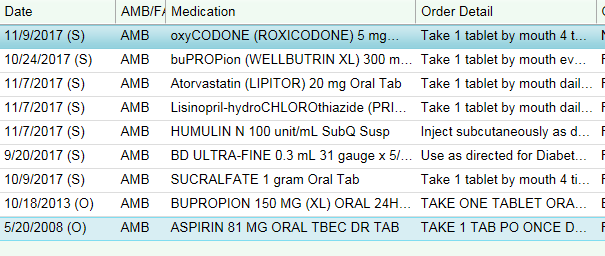 Date AMB/FA Medication Order Detail
11/9/2017 (S) AMB oxyCODONE (ROXICODONE) 5 mg... Take 1 tablet by mouth 4 t...
10/24/2017 (S) AMB buPROPion (WELLBUTRIN XL) 300 m... Take 1 tablet by mouth ev...
11/7/2017 (S) AMB Atorvastatin (LIPITOR) 20 mg Oral Tab Take 1 tablet by mouth dail...
11/7/2017 (S) AMB Lisinopril-hydroCHLOROthiazide (PRI... Take 1 tablet by mouth dail...
11/7/2017 (S) AMB HUMULIN N 100 unit/mL SubQ Susp Inject subcutaneously as d...
9/20/2017 (S) AMB BD ULTRA-FINE 0.3 mL 31 gauge x 5/... Use as directed for Diabet...
10/9/2017 (S) AMB SUCRALFATE 1 gram Oral Tab Take 1 tablet by mouth 4 ti...
10/18/2013 (O) AMB BUPROPION 150 MG (XL) ORAL 24H... TAKE ONE TABLET ORA...
5/20/2008 (O) AMB ASPIRIN 81 MG ORAL TBEC DR TAB TAKE 1 TAB PO ONCE D...